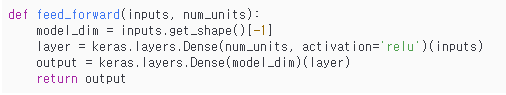 def feed_forward(inputs, num_units):
    model_dim = inputs.get_shape()[-1]
    layer = keras.layers.Dense(num_units, activation='relu')(inputs)
    output = keras.layers.Dense(model_dim)(layer)
    return output